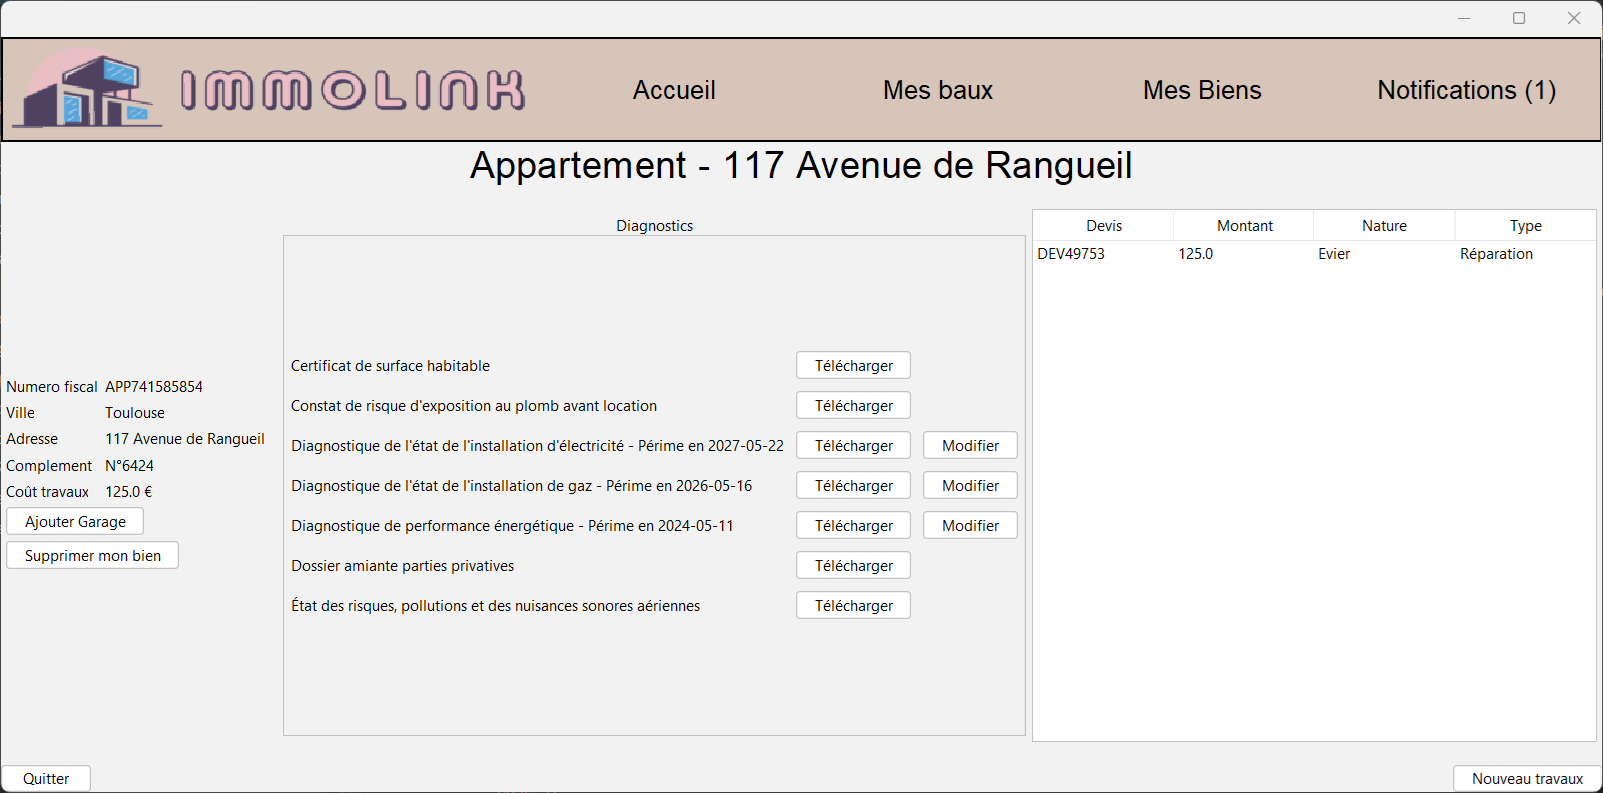 IMMOLINK
Accueil
Mes baux
Mes Biens
Notifications (1)
Appartement - 117 Avenue de Rangueil
Numero fiscal APP741585854
Ville Toulouse
Adresse 117 Avenue de Rangueil
Complement N°6424
Coût travaux 125.0 €
Ajouter Garage
Supprimer mon bien
Diagnostics
Certificat de surface habitable Télécharger
Constat de risque d'exposition au plomb avant location Télécharger
Diagnostique de l'état de l'installation d'électricité - Périme en 2027-05-22 Télécharger Modifier
Diagnostique de l'état de l'installation de gaz - Périme en 2026-05-16 Télécharger Modifier
Diagnostique de performance énergétique - Périme en 2024-05-11 Télécharger Modifier
Dossier amiante parties privatives Télécharger
État des risques, pollutions et des nuisances sonores aériennes Télécharger
Devis Montant Nature Type
DEV49753 125.0 Evier Réparation
Quitter
Nouveau travaux